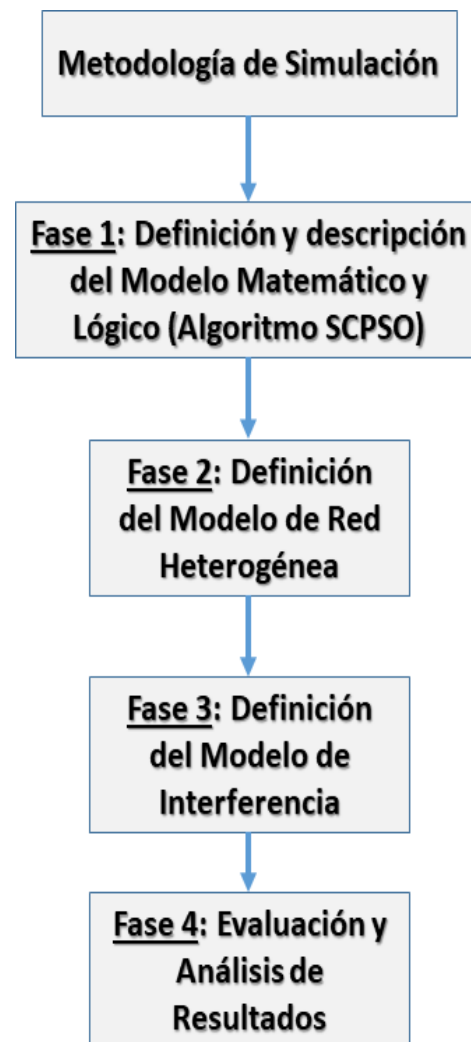 Metodología de Simulación
Fase 1: Definición y descripción
del Modelo Matemático y
Lógico (Algoritmo SCPSO)
Fase 2: Definición
del Modelo de Red
Heterogénea
Fase 3: Definición
del Modelo de
Interferencia
Fase 4: Evaluación y
Análisis de
Resultados